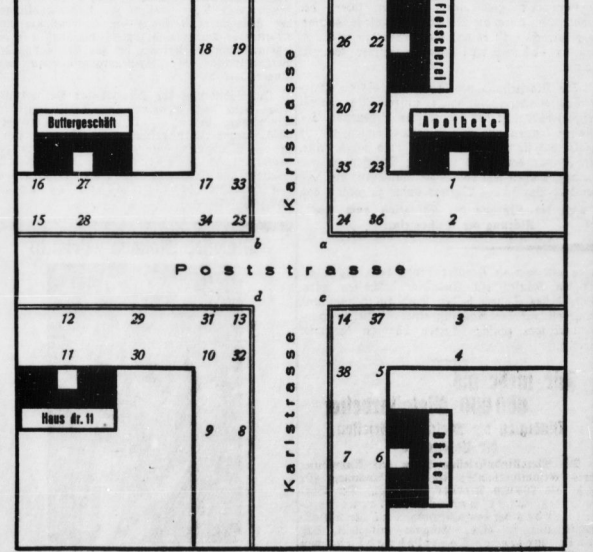 Fleischerei
18 19
26 22
Karlstrasse
20 21
Buttergeschäft
Apotheke
35 23
16 27 17 33
1
15 28 34 25
24 36 2
b a
Poststrasse
d c
12 29 31 13
14 37 3
11 30 10 32
38 5 4
Karlstrasse
Haus Nr. 11
9 8
7 6
Bäcker